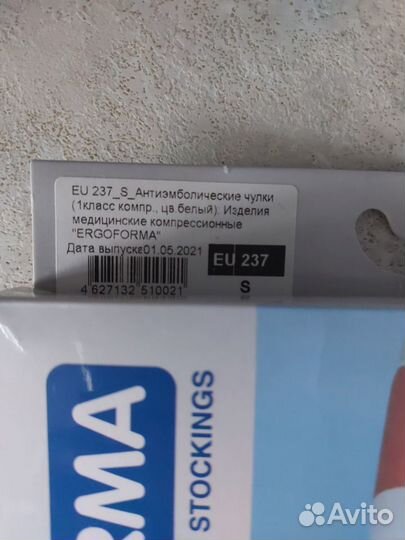 EU 237_S_Антиэмболические чулки
(1класс компр., цв.белый). Изделия
медицинские компрессионные
"ERGOFORMA"
Дата выпуска01.05.2021
EU 237
S
4 627132 510021
RMA
STOCKINGS
Avito